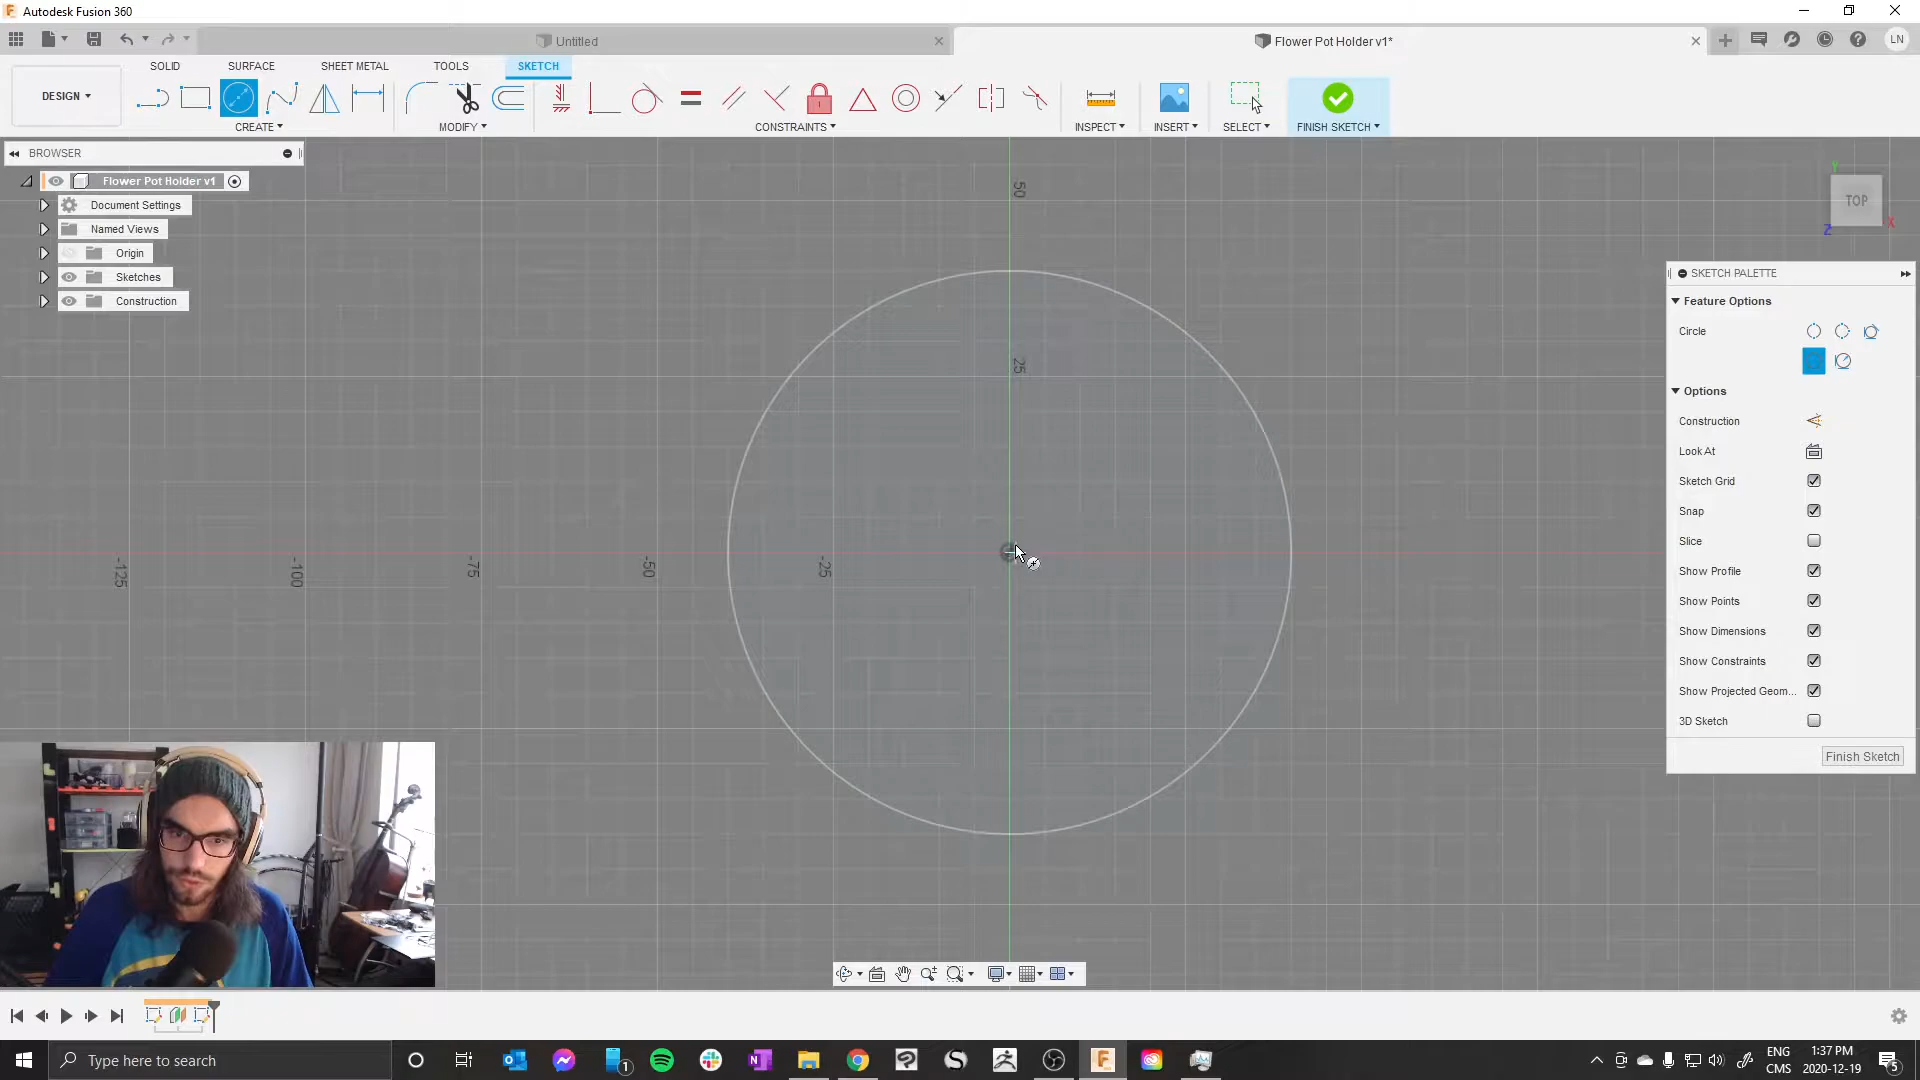 Autodesk Fusion 360
Untitled
Flower Pot Holder v1*
LN
DESIGN
SOLID
SURFACE
SHEET METAL
TOOLS
SKETCH
CREATE
MODIFY
CONSTRAINTS
INSPECT
INSERT
SELECT
FINISH SKETCH
BROWSER
Flower Pot Holder v1
Document Settings
Named Views
Origin
Sketches
Construction
50
25
-125
-100
-75
-50
-25
Y
TOP
X
Z
SKETCH PALETTE
Feature Options
Circle
Options
Construction
Look At
Sketch Grid
Snap
Slice
Show Profile
Show Points
Show Dimensions
Show Constraints
Show Projected Geom...
3D Sketch
Finish Sketch
Type here to search
1
ENG
CMS
1:37 PM
2020-12-19
5